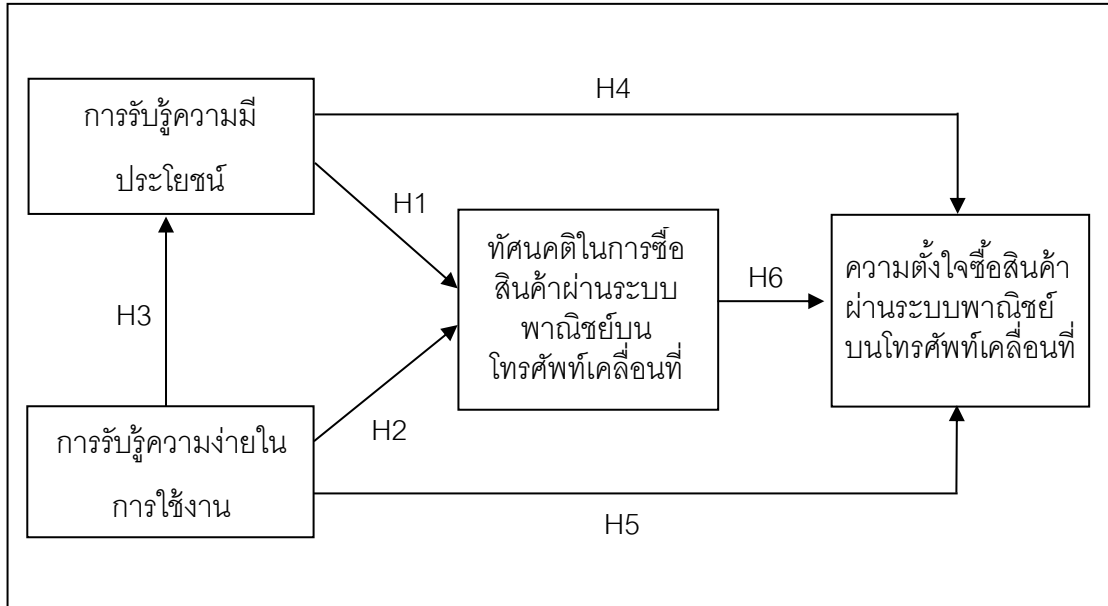 H4
การรับรู้ความมี
ประโยชน์
H1
ทัศนคติในการซื้อ
สินค้าผ่านระบบ
พาณิชย์บน
โทรศัพท์เคลื่อนที่
H6
ความตั้งใจซื้อสินค้า
ผ่านระบบพาณิชย์
บนโทรศัพท์เคลื่อนที่
H3
H2
การรับรู้ความง่ายใน
การใช้งาน
H5